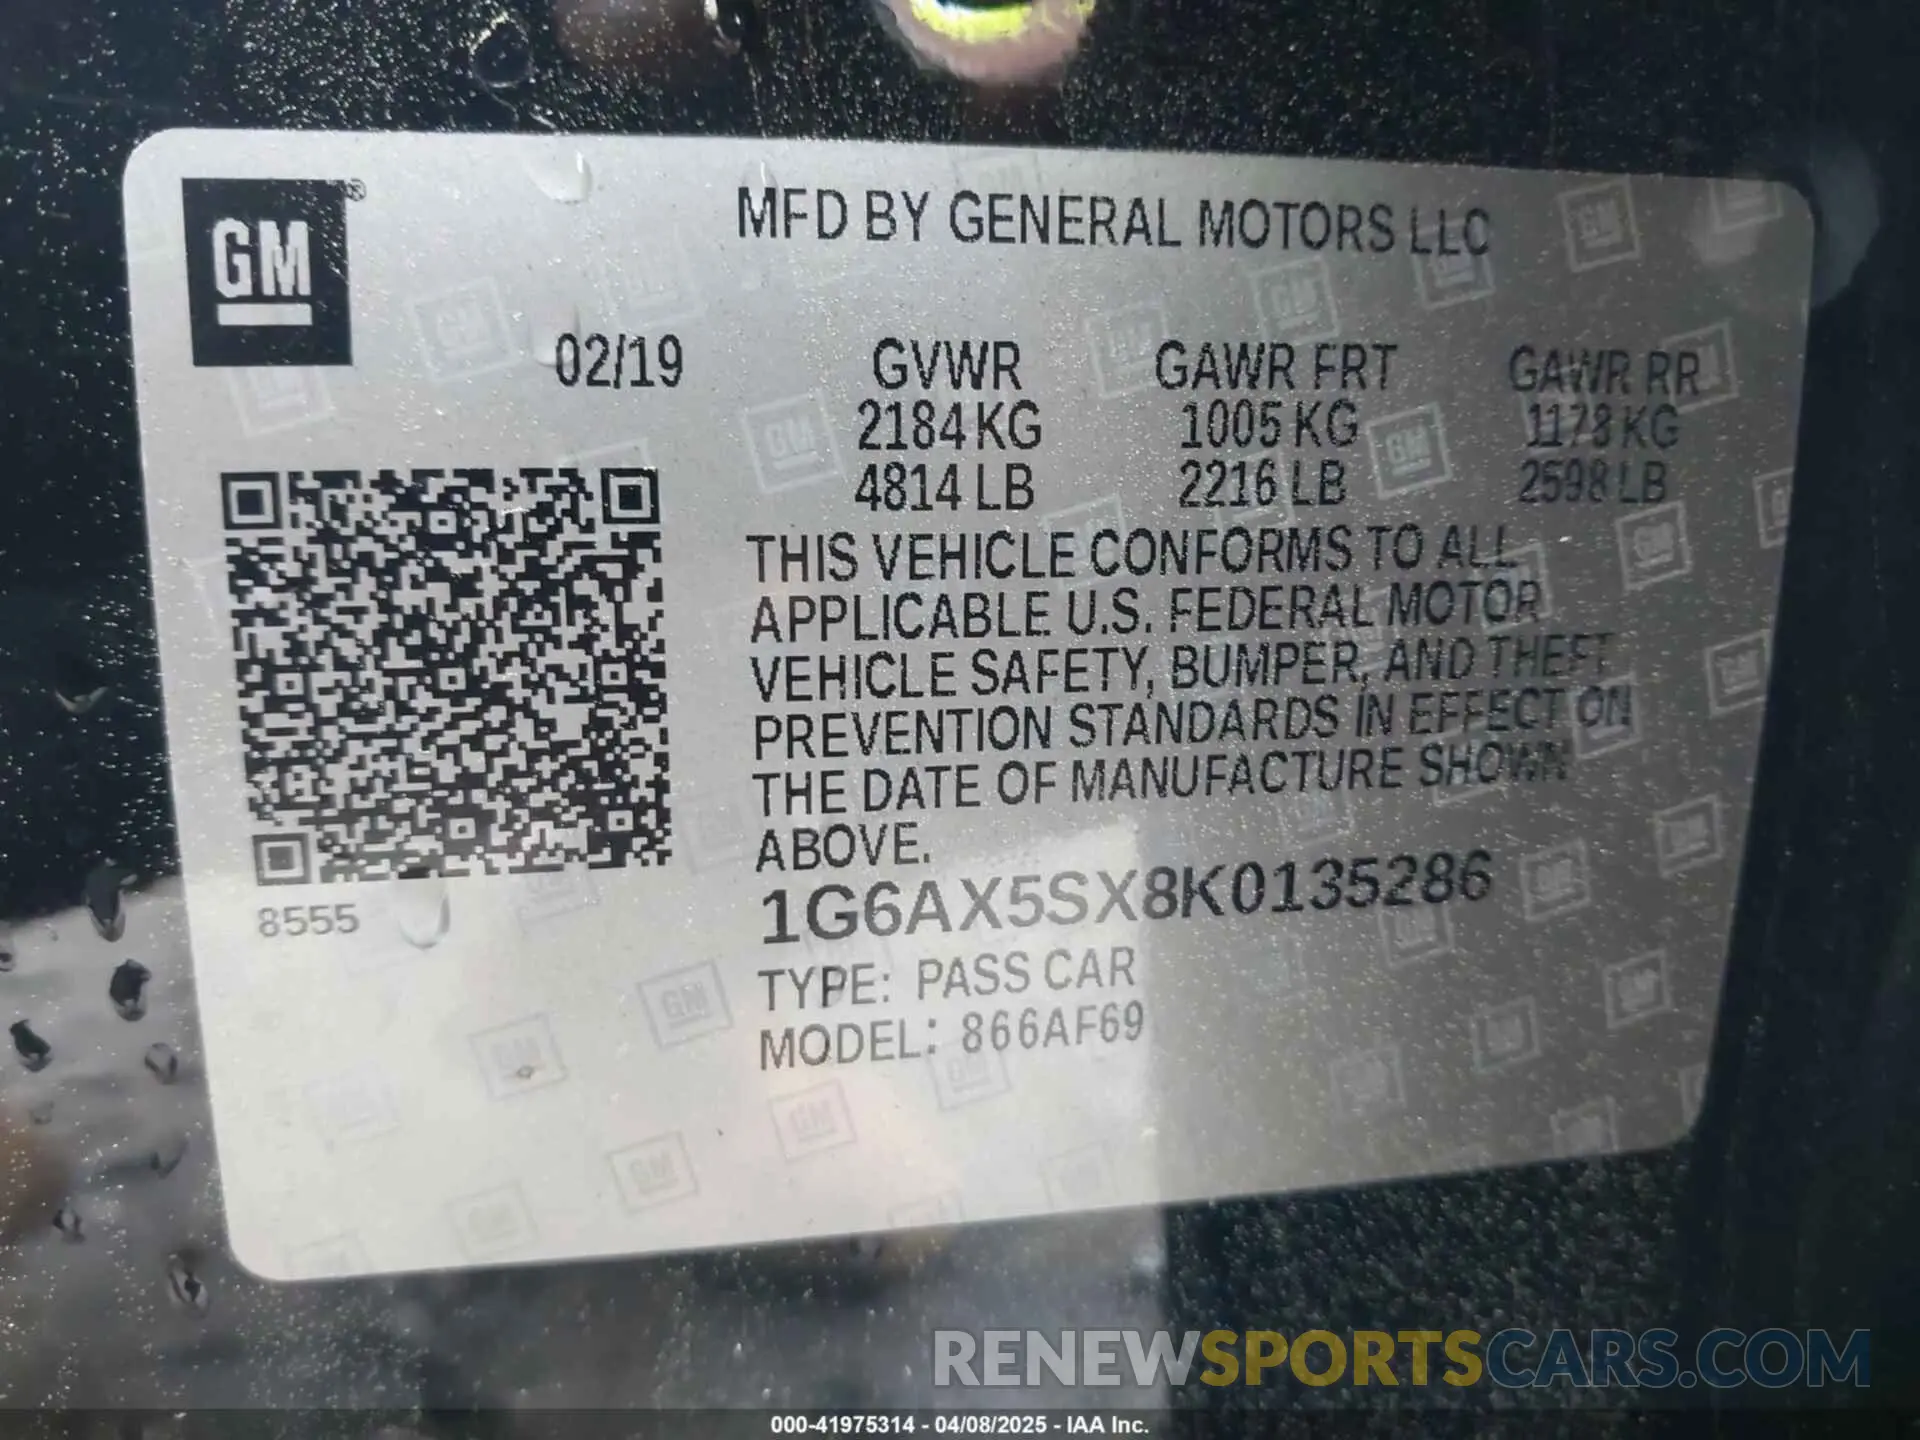 GM®
MFD BY GENERAL MOTORS LLC
02/19 GVWR GAWR FRT GAWR RR
2184 KG 1005 KG 1178 KG
4814 LB 2216 LB 2598 LB
THIS VEHICLE CONFORMS TO ALL
APPLICABLE U.S. FEDERAL MOTOR
VEHICLE SAFETY, BUMPER, AND THEFT
PREVENTION STANDARDS IN EFFECT ON
THE DATE OF MANUFACTURE SHOWN
ABOVE.
8555
1G6AX5SX8K0135286
TYPE: PASS CAR
MODEL: 866AF69
RENEWSPORTSCARS.COM
000-41975314 - 04/08/2025 - IAA Inc.